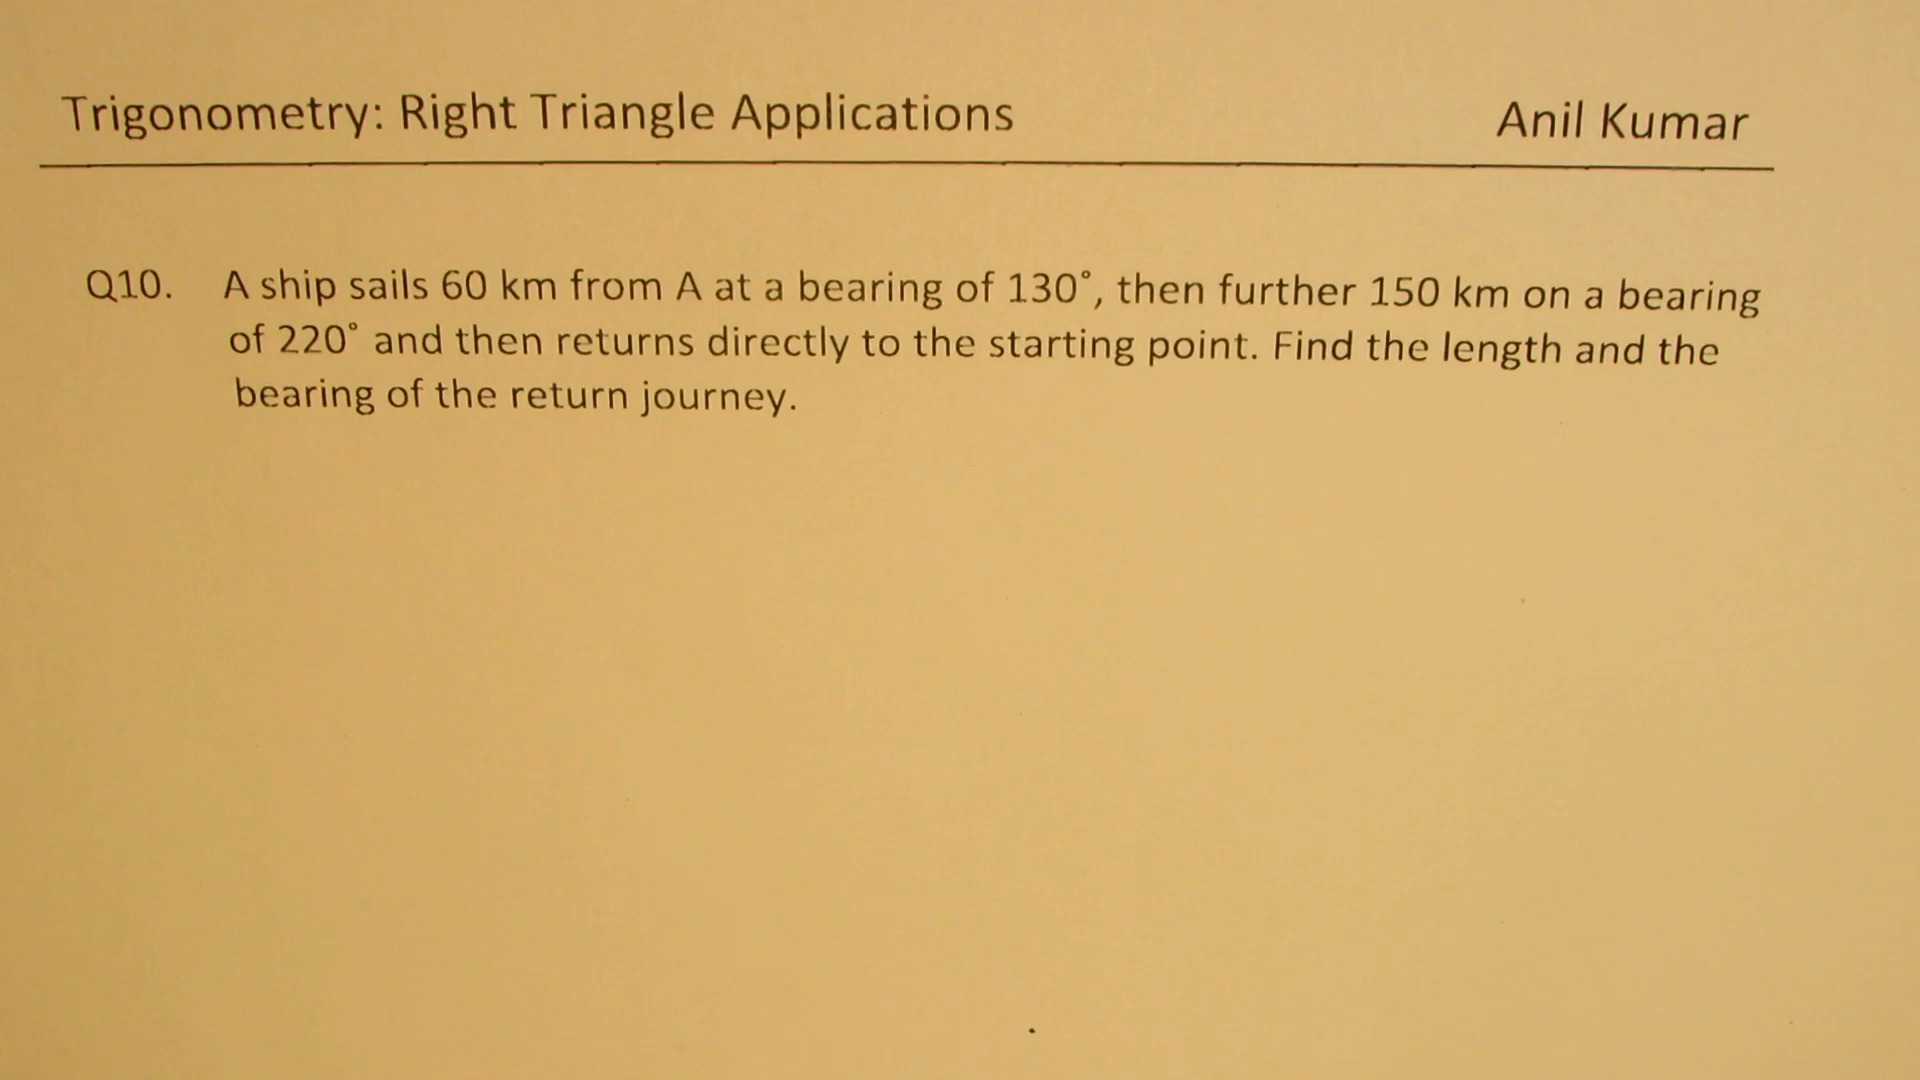 Trigonometry: Right Triangle Applications
Anil Kumar
Q10. A ship sails 60 km from A at a bearing of 130°, then further 150 km on a bearing
of 220° and then returns directly to the starting point. Find the length and the
bearing of the return journey.